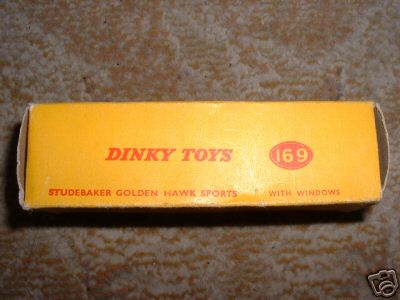 DINKY TOYS 169
STUDEBAKER GOLDEN HAWK SPORTS WITH WINDOWS